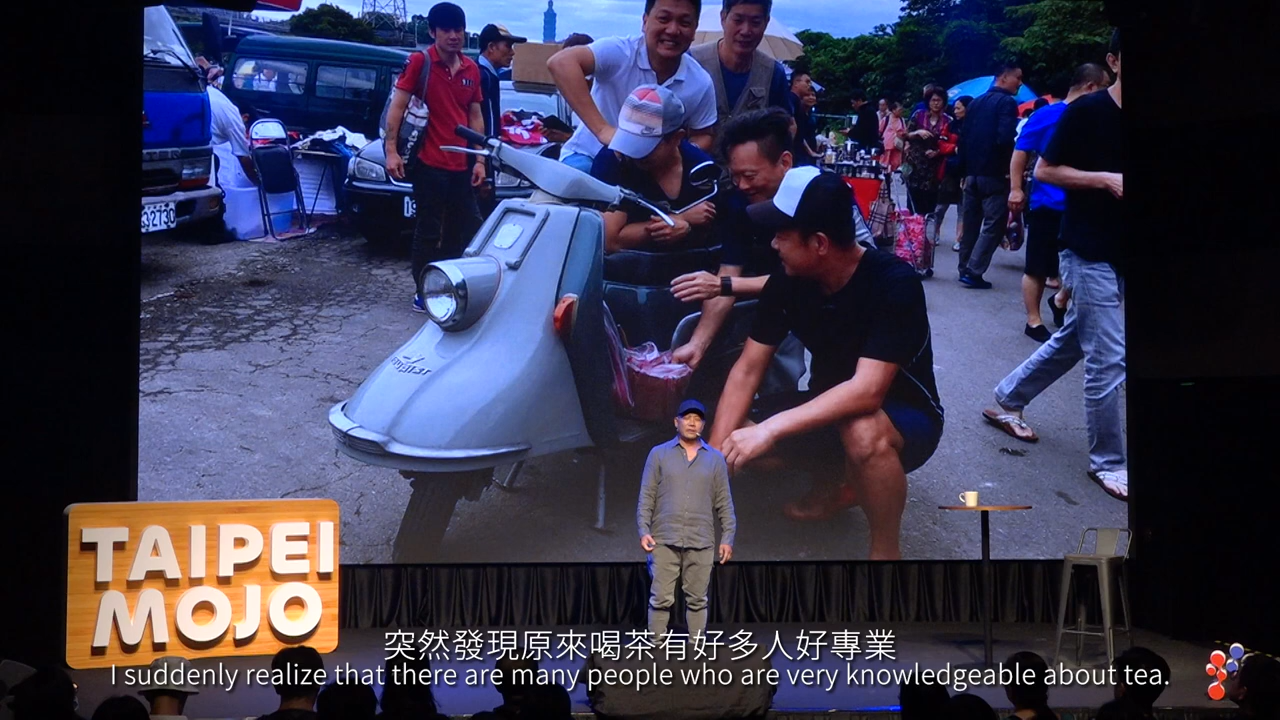 TAIPEI
MOJO
突然發現原來喝茶有好多人好專業
I suddenly realize that there are many people who are very knowledgeable about tea.